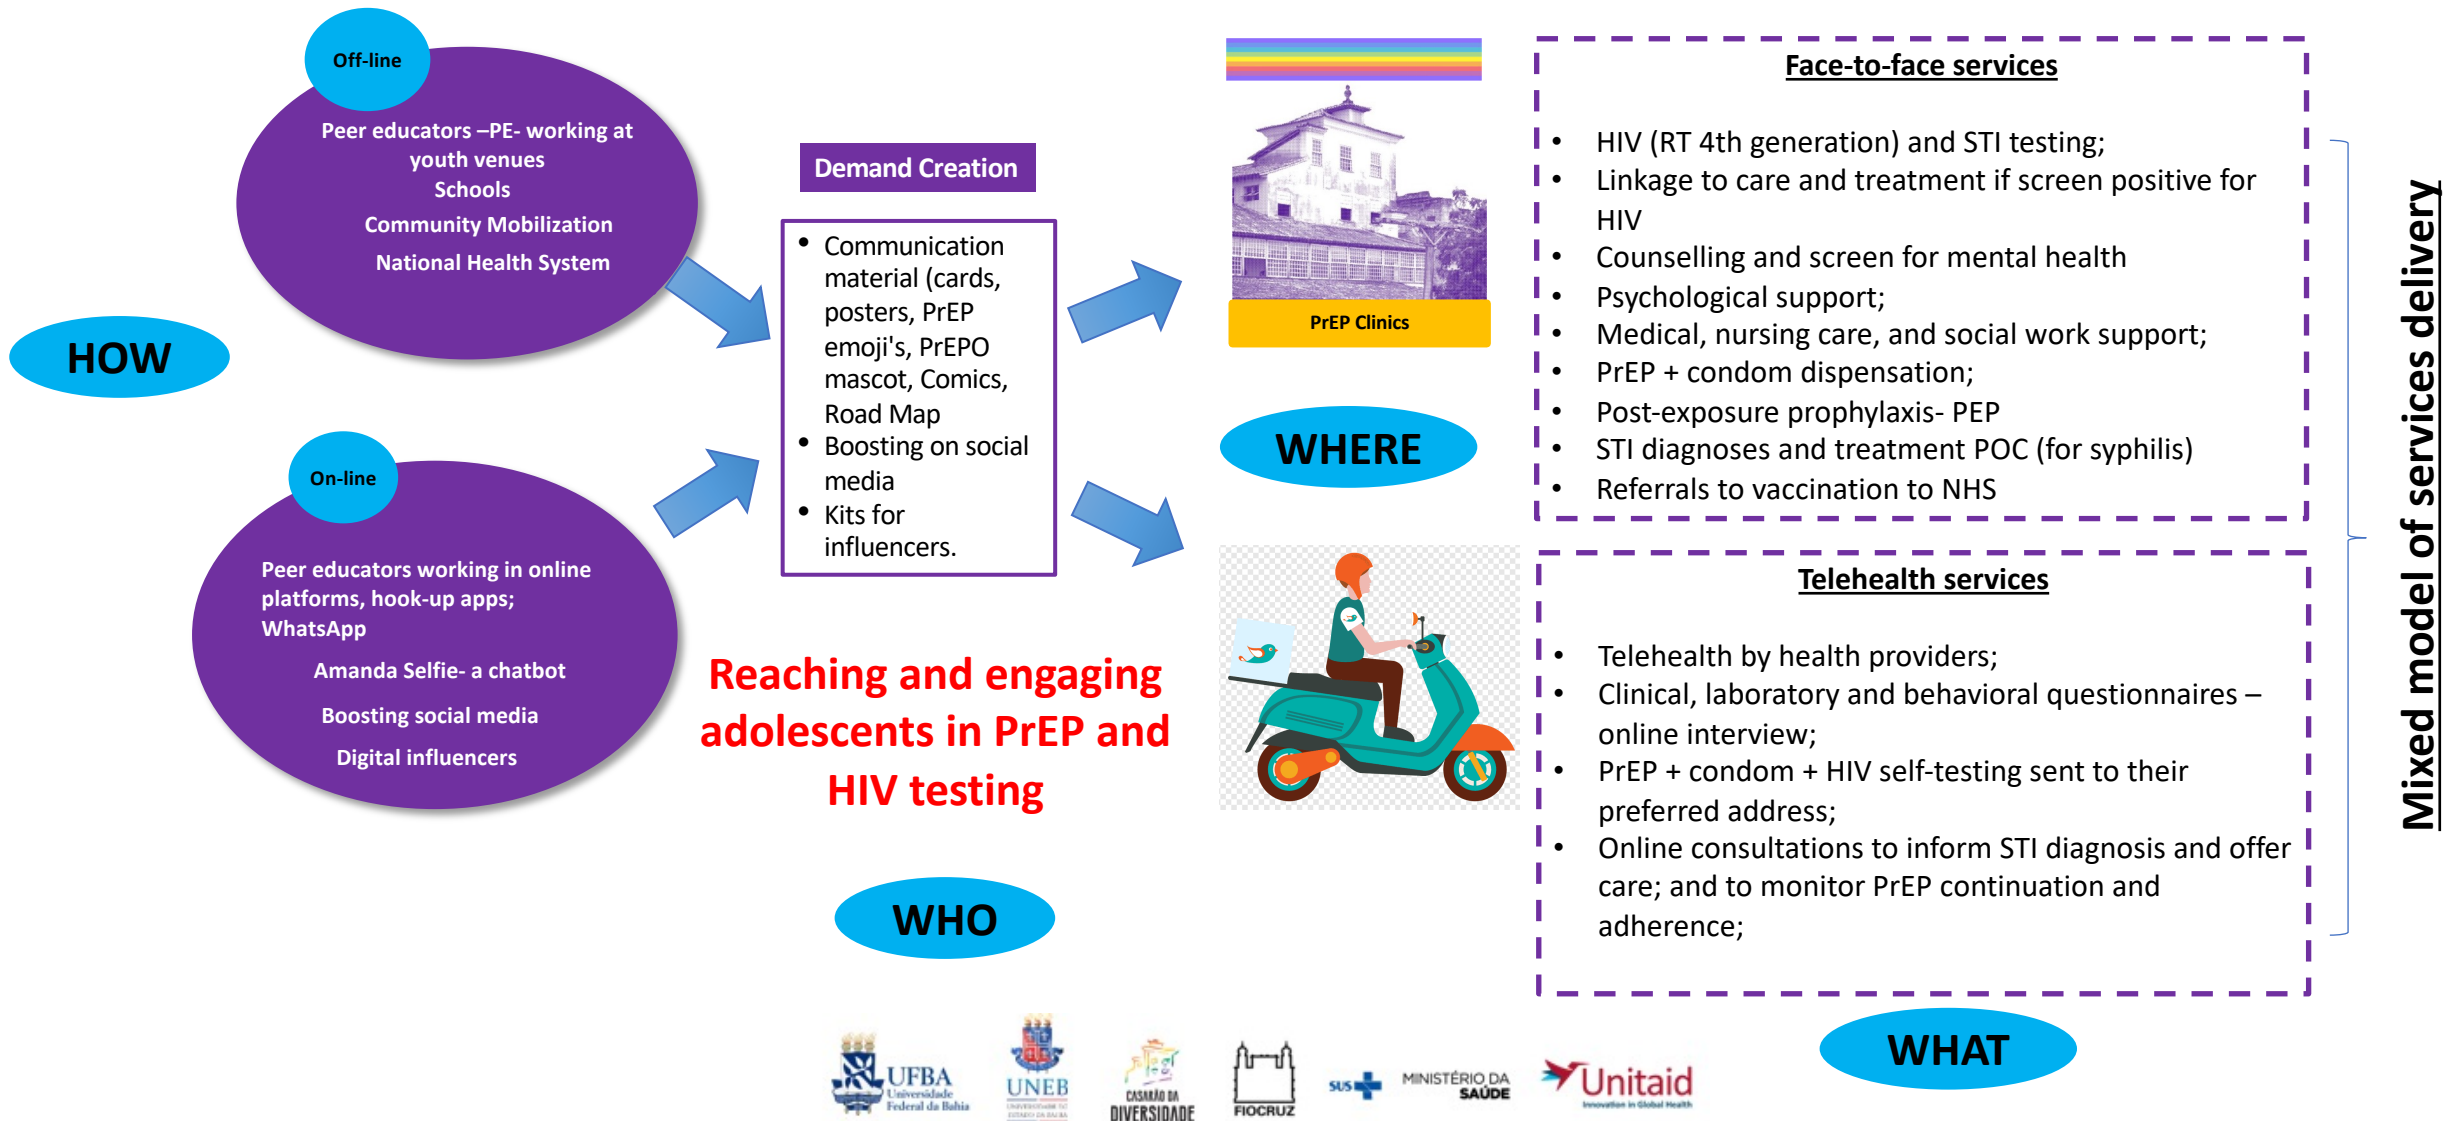 Off-line
Peer educators –PE- working at
youth venues
Schools
Community Mobilization
National Health System
HOW
On-line
Peer educators working in online
platforms, hook-up apps;
WhatsApp
Amanda Selfie- a chatbot
Boosting social media
Digital influencers
Demand Creation
• Communication
material (cards,
posters, PrEP
emoji's, PrEPO
mascot, Comics,
Road Map
• Boosting on social
media
• Kits for
influencers.
Reaching and engaging
adolescents in PrEP and
HIV testing
WHO
PrEP Clinics
WHERE
Face-to-face services
• HIV (RT 4th generation) and STI testing;
• Linkage to care and treatment if screen positive for
HIV
• Counselling and screen for mental health
• Psychological support;
• Medical, nursing care, and social work support;
• PrEP + condom dispensation;
• Post-exposure prophylaxis- PEP
• STI diagnoses and treatment POC (for syphilis)
• Referrals to vaccination to NHS
Telehealth services
• Telehealth by health providers;
• Clinical, laboratory and behavioral questionnaires –
online interview;
• PrEP + condom + HIV self-testing sent to their
preferred address;
• Online consultations to inform STI diagnosis and offer
care; and to monitor PrEP continuation and
adherence;
WHAT
Mixed model of services delivery
UFBA
Universidade
Federal da Bahia
UNEB
UNIVERSIDADE DO
ESTADO DA BAHIA
CASARÃO DA
DIVERSIDADE
FIOCRUZ
SUS
MINISTÉRIO DA
SAÚDE
Unitaid
Innovation in Global Health